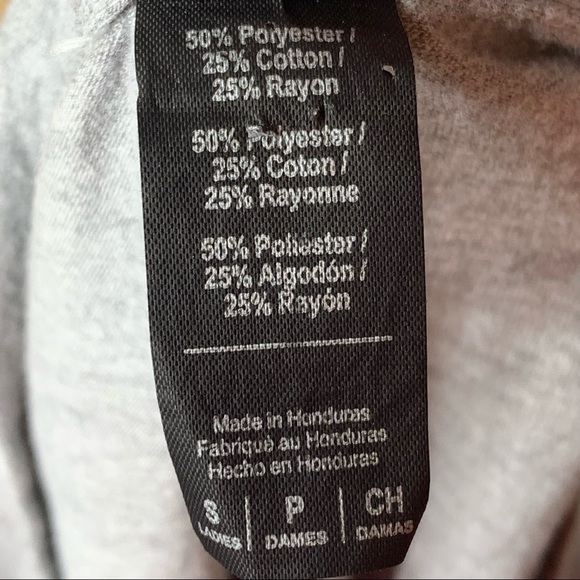 50% Polyester /
25% Cotton /
25% Rayon
50% Polyester /
25% Coton /
25% Rayonne
50% Poliéster /
25% Algodón /
25% Rayón
Made in Honduras
Fabriqué au Honduras
Hecho en Honduras
S | P | CH
LADIES | DAMES | DAMAS